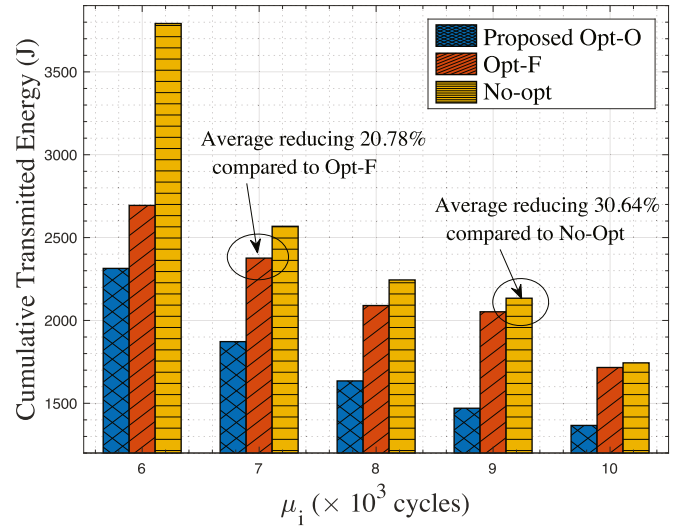 Cumulative Transmitted Energy (J)
3500
3000
2500
2000
1500
Proposed Opt-O
Opt-F
No-opt
Average reducing 20.78%
compared to Opt-F
Average reducing 30.64%
compared to No-Opt
6
7
8
9
10
μi (× 10³ cycles)